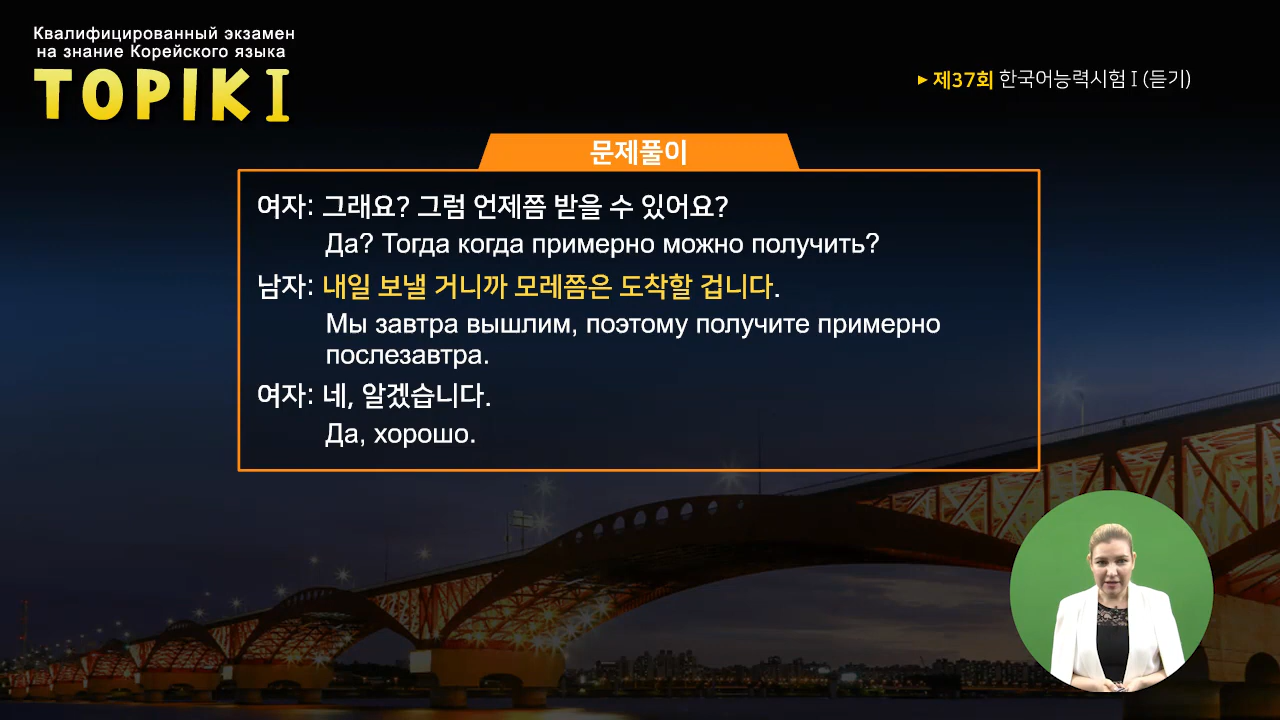 Квалифицированный экзамен
на знание Корейского языка
TOPIK I
▸ 제37회 한국어능력시험 I (듣기)
문제풀이
여자: 그래요? 그럼 언제쯤 받을 수 있어요?
Да? Тогда когда примерно можно получить?
남자: 내일 보낼 거니까 모레쯤은 도착할 겁니다.
Мы завтра вышлим, поэтому получите примерно
послезавтра.
여자: 네, 알겠습니다.
Да, хорошо.